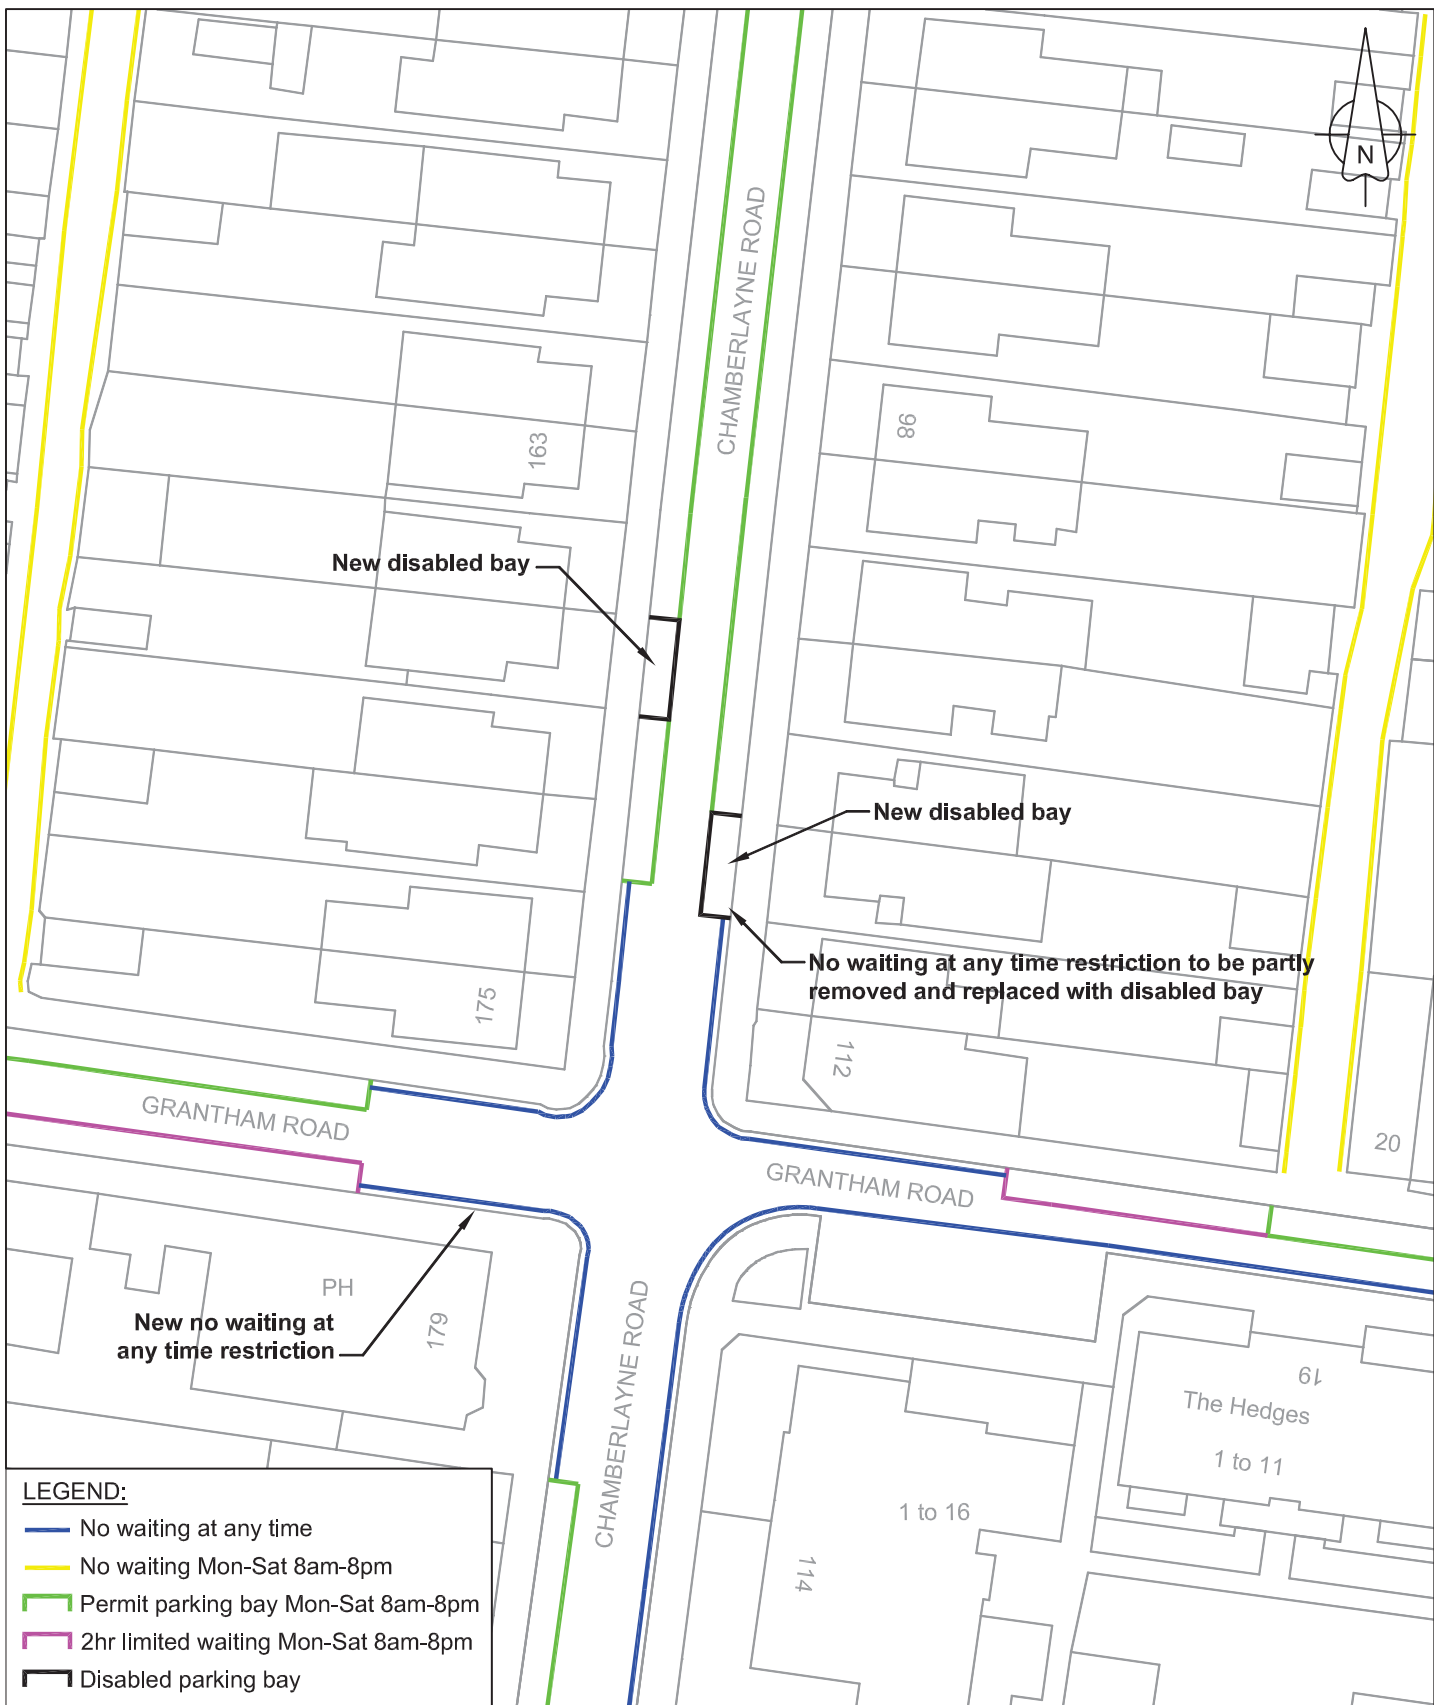 N
CHAMBERLAYNE ROAD
163
98
New disabled bay
New disabled bay
No waiting at any time restriction to be partly
removed and replaced with disabled bay
175
112
GRANTHAM ROAD
20
GRANTHAM ROAD
PH
179
New no waiting at
any time restriction
CHAMBERLAYNE ROAD
19
The Hedges
1 to 11
1 to 16
114
LEGEND:
No waiting at any time
No waiting Mon-Sat 8am-8pm
Permit parking bay Mon-Sat 8am-8pm
2hr limited waiting Mon-Sat 8am-8pm
Disabled parking bay